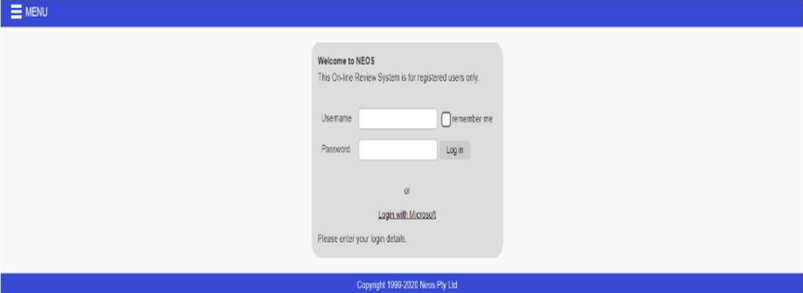 MENU
Welcome to NEOS
This On-line Review System is for registered users only.
Username
remember me
Password
Log in
or
Login with Microsoft
Please enter your login details.
Copyright 1999-2020 Neos Pty Ltd